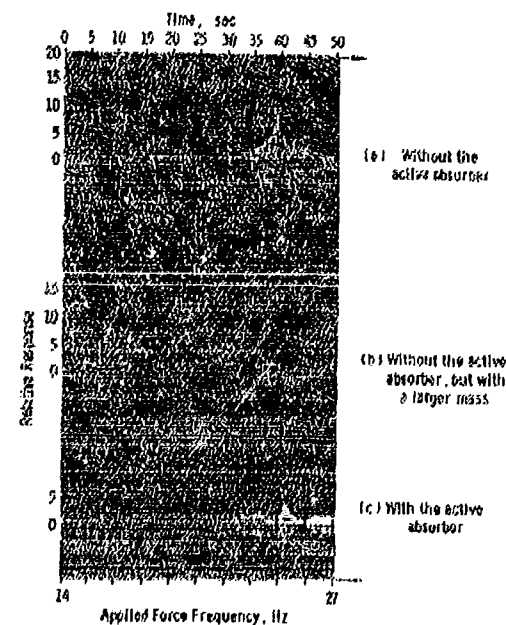 Time, sec
0 5 10 15 20 25 30 35 40 45 50
20
15
10
5
0
(a) Without the
active absorber
15
10
5
0
Relative Response
(b) Without the active
absorber, but with
a larger mass
5
0
(c) With the active
absorber
14 27
Applied Force Frequency, Hz